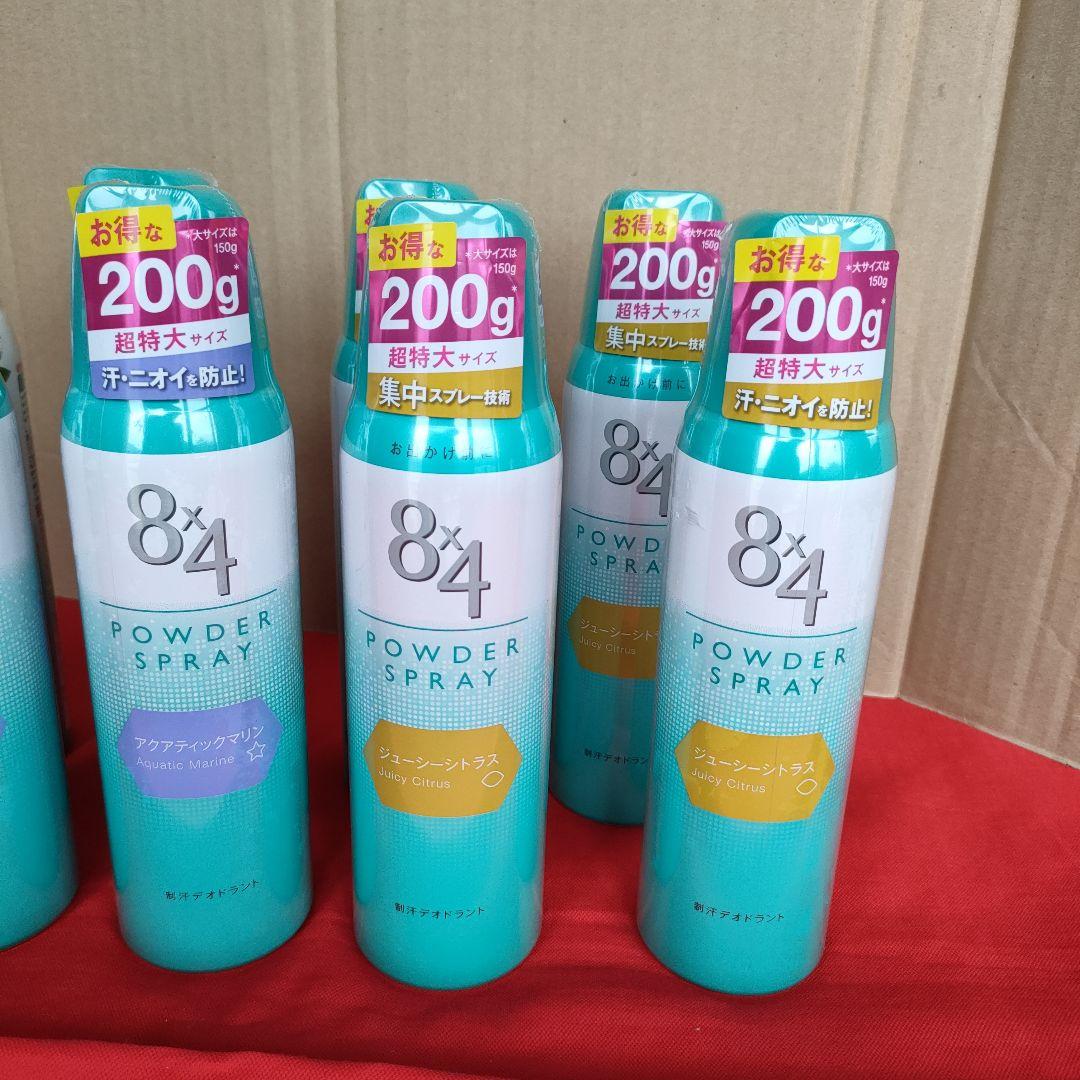 お得な
*大サイズは
150g
200g*
超特大サイズ
汗・ニオイを防止!
8x4
POWDER
SPRAY
アクアティックマリン
Aquatic Marine
制汗デオドラント
お得な
*大サイズは
150g
200g*
超特大サイズ
集中スプレー技術
お出かけ前に
8x4
POWDER
SPRAY
ジューシーシトラス
Juicy Citrus
制汗デオドラント
お得な
*大サイズは
150g
200g*
超特大サイズ
集中スプレー技術
お出かけ前に
8x4
POWDE
SPRA
ジューシーシトラ
Juicy Citrus
制汗デオドラン
お得な
*大サイズは
150g
200g*
超特大サイズ
汗・ニオイを防止!
8x4
POWDER
SPRAY
ジューシーシトラス
Juicy Citrus
制汗デオドラント